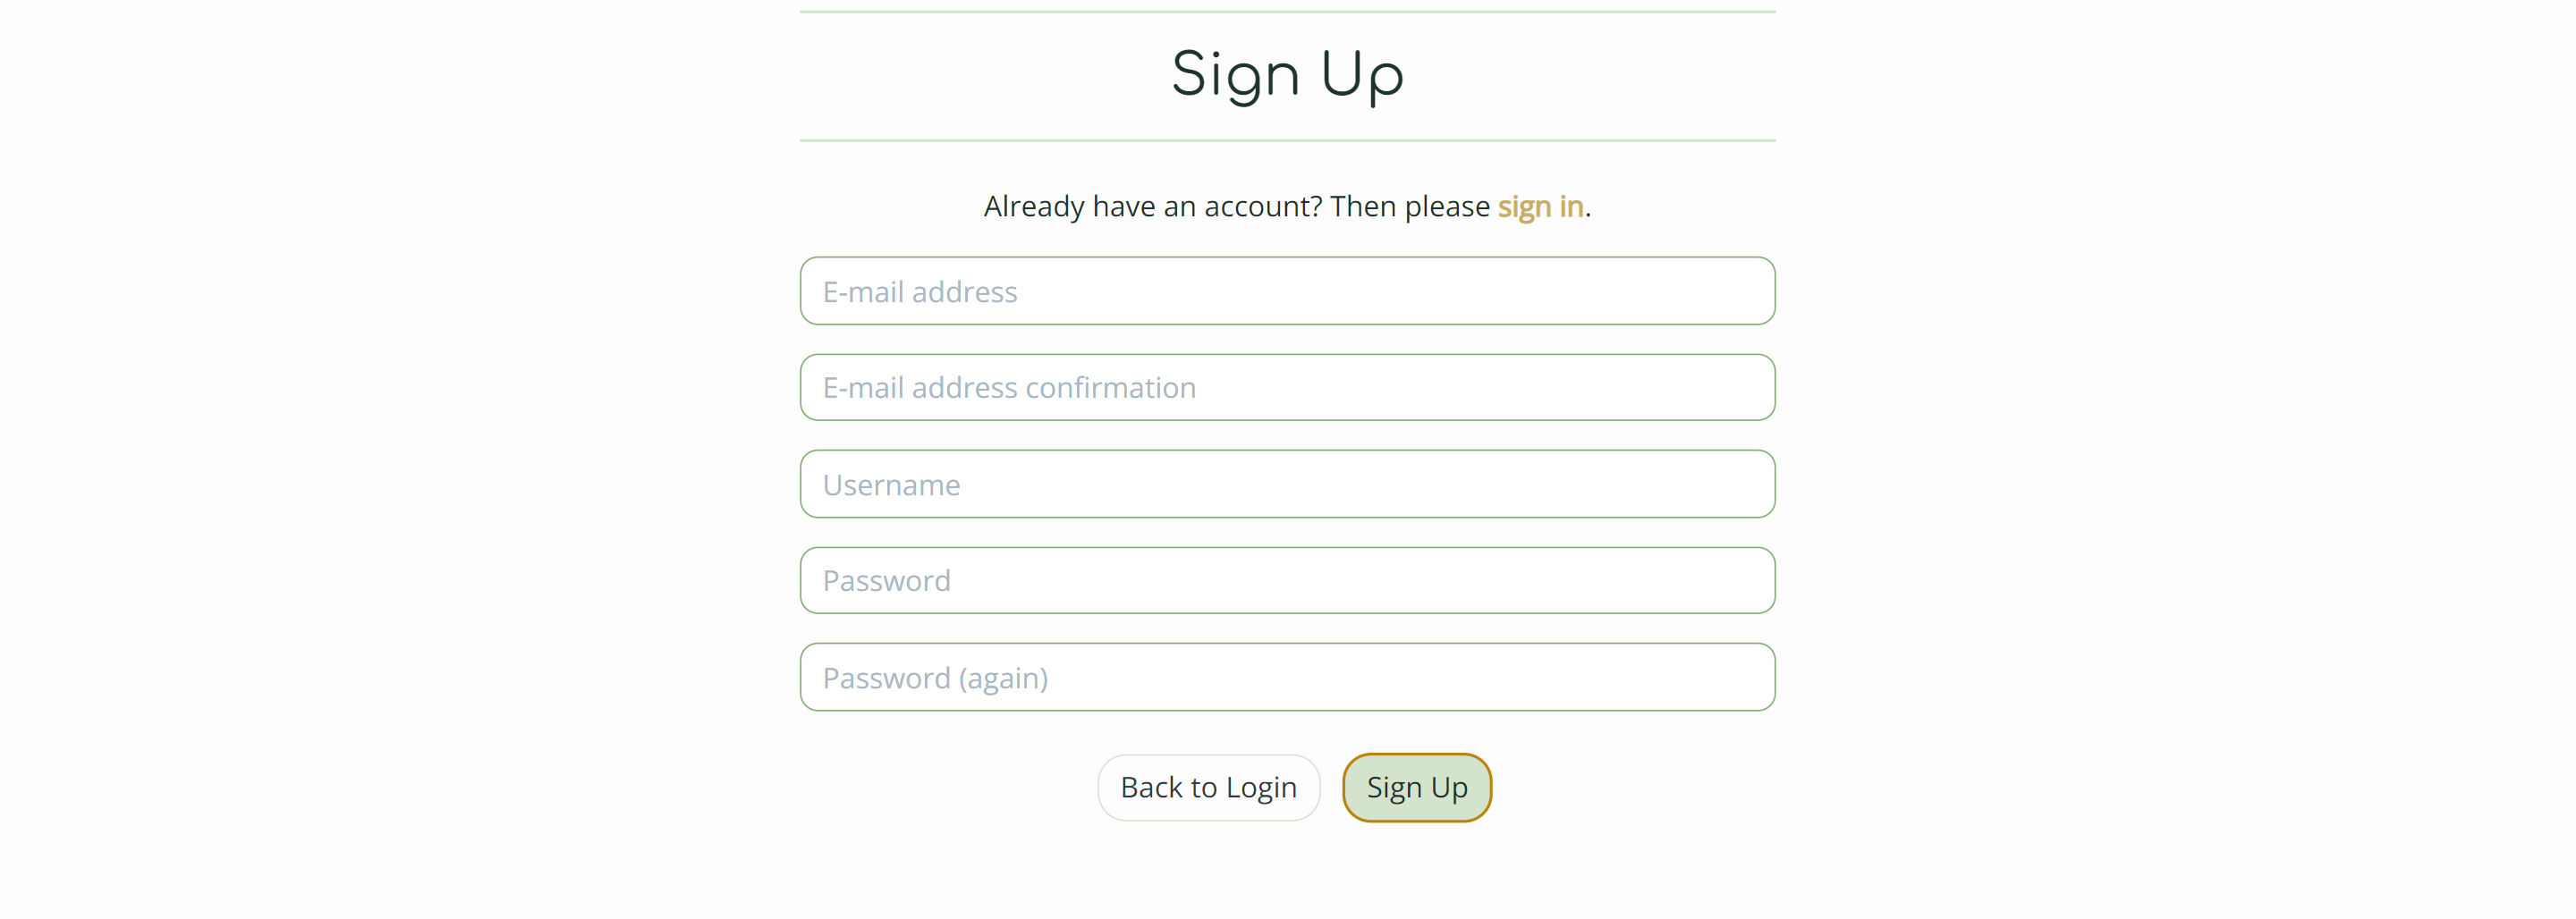 Sign Up
Already have an account? Then please sign in.
E-mail address
E-mail address confirmation
Username
Password
Password (again)
Back to Login
Sign Up